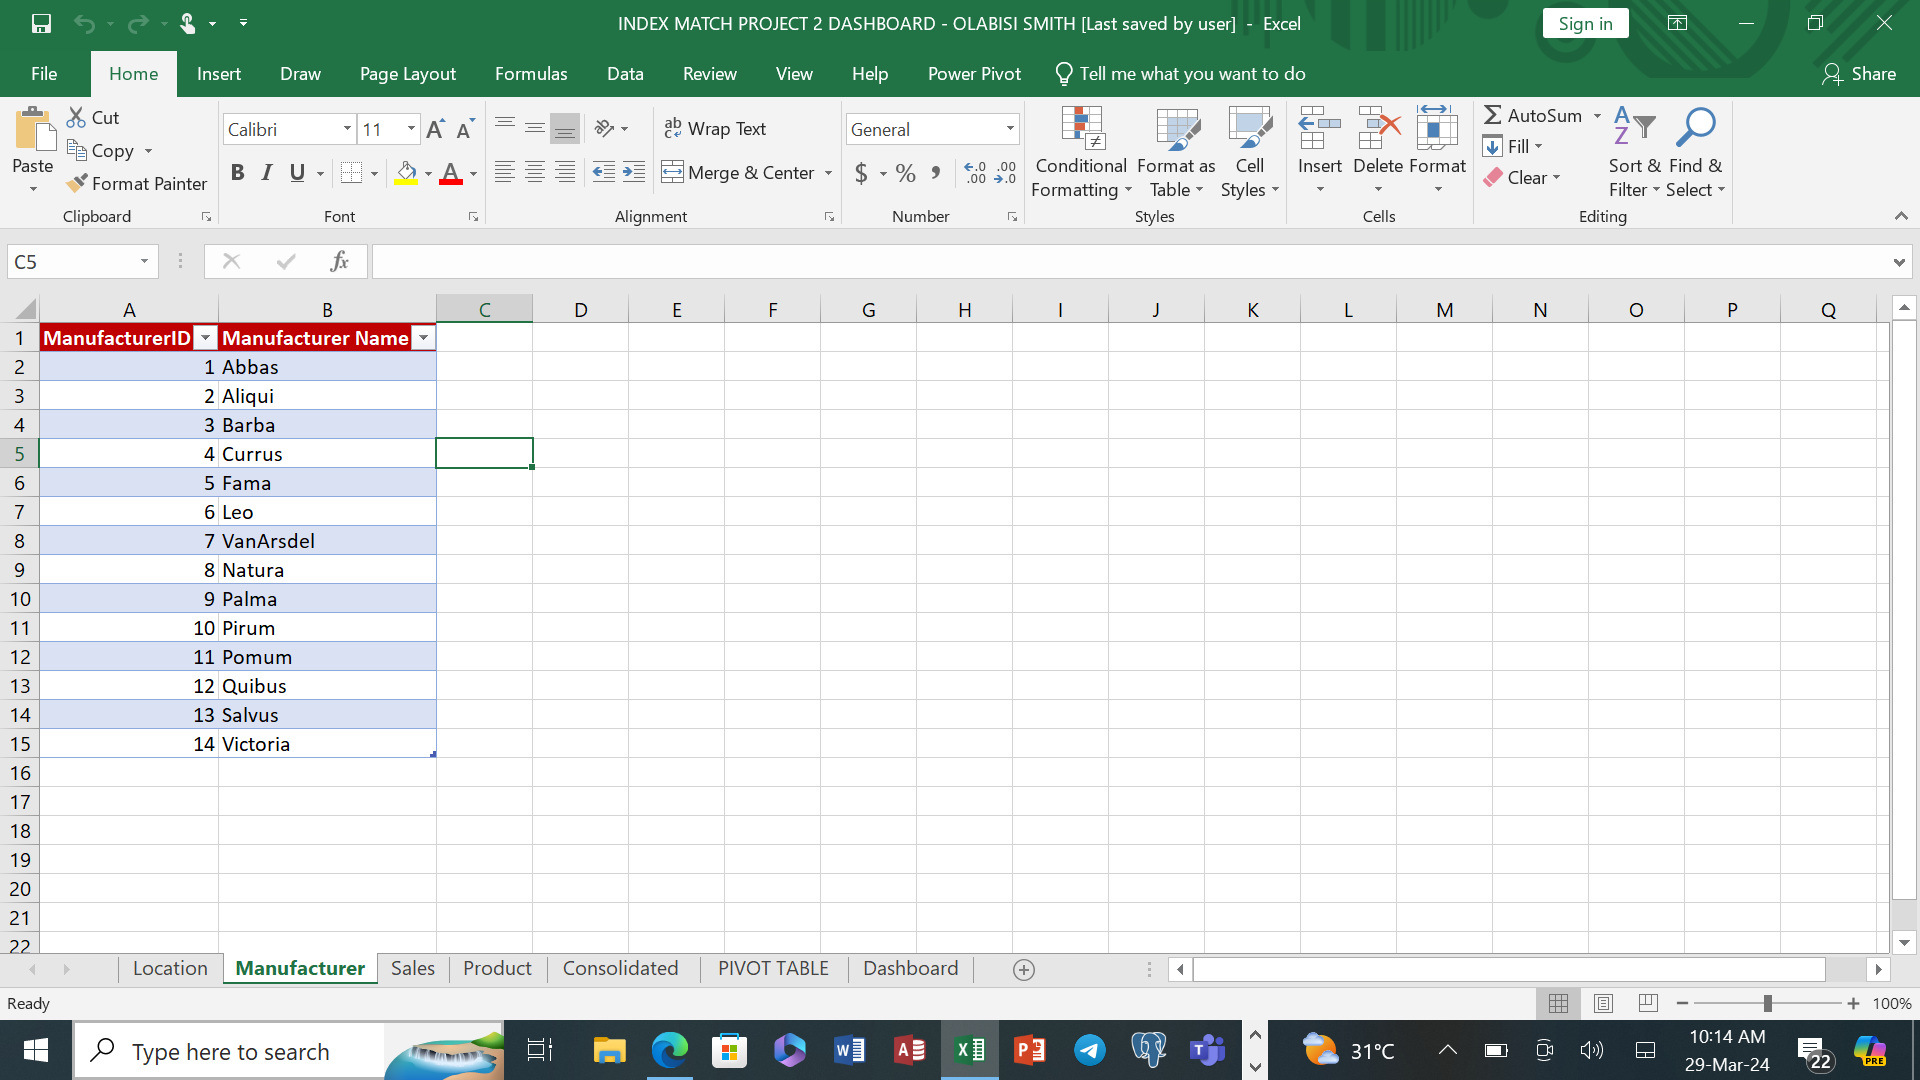 INDEX MATCH PROJECT 2 DASHBOARD - OLABISI SMITH [Last saved by user] - Excel
Sign in
File Home Insert Draw Page Layout Formulas Data Review View Help Power Pivot Tell me what you want to do Share
Paste
Cut
Copy
Format Painter
Clipboard
Calibri 11
A A
B I U A
Font
ab c Wrap Text
Merge & Center
Alignment
General
$ % , .0 .00 .00 .0
Number
Conditional Formatting
Format as Table
Cell Styles
Styles
Insert Delete Format
Cells
AutoSum
Fill
Clear
Sort & Filter
Find & Select
Editing
C5 fx
A B C D E F G H I J K L M N O P Q
1 ManufacturerID Manufacturer Name
2 1 Abbas
3 2 Aliqui
4 3 Barba
5 4 Currus
6 5 Fama
7 6 Leo
8 7 VanArsdel
9 8 Natura
10 9 Palma
11 10 Pirum
12 11 Pomum
13 12 Quibus
14 13 Salvus
15 14 Victoria
16
17
18
19
20
21
22
Location Manufacturer Sales Product Consolidated PIVOT TABLE Dashboard
Ready 100%
Type here to search
31°C
10:14 AM
29-Mar-24
22
PRE